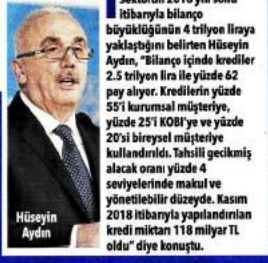 sektörün 2018 yılı sonu
itibarıyla bilanço
büyüklüğünün 4 trilyon liraya
yaklaştığını belirten Hüseyin
Aydın, "Bilanço içinde krediler
2.5 trilyon lira ile yüzde 62
pay alıyor. Kredilerin yüzde
55'i kurumsal müşteriye,
yüzde 25'i KOBİ'ye ve yüzde
20'si bireysel müşteriye
kullandırıldı. Tahsili gecikmiş
alacak oranı yüzde 4
seviyelerinde makul ve
yönetilebilir düzeyde. Kasım
2018 itibarıyla yapılandırılan
kredi miktarı 118 milyar TL
oldu" diye konuştu.
Hüseyin
Aydın